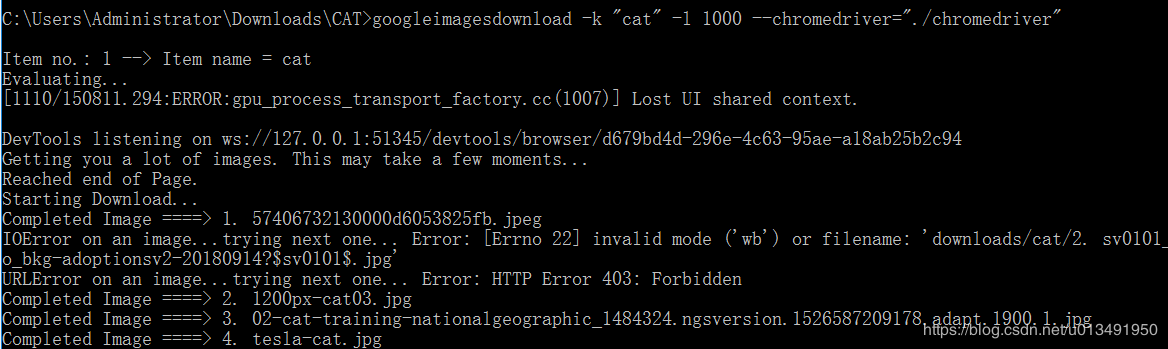 C:\Users\Administrator\Downloads\CAT>googleimagesdownload -k "cat" -l 1000 --chromedriver="./chromedriver"
Item no.: 1 --> Item name = cat
Evaluating...
[1110/150811.294:ERROR:gpu_process_transport_factory.cc(1007)] Lost UI shared context.
DevTools listening on ws://127.0.0.1:51345/devtools/browser/d679bd4d-296e-4c63-95ae-a18ab25b2c94
Getting you a lot of images. This may take a few moments...
Reached end of Page.
Starting Download...
Completed Image ====> 1. 57406732130000d6053825fb.jpeg
IOError on an image...trying next one... Error: [Errno 22] invalid mode ('wb') or filename: 'downloads/cat/2. sv0101_
o_bkg-adoptionsv2-20180914?$sv0101$.jpg'
URLError on an image...trying next one... Error: HTTP Error 403: Forbidden
Completed Image ====> 2. 1200px-cat03.jpg
Completed Image ====> 3. 02-cat-training-nationalgeographic_1484324.ngsversion.1526587209178.adapt.1900.1.jpg
Completed Image ====> 4. tesla-cat.jpg
https://blog.csdn.net/u013491950